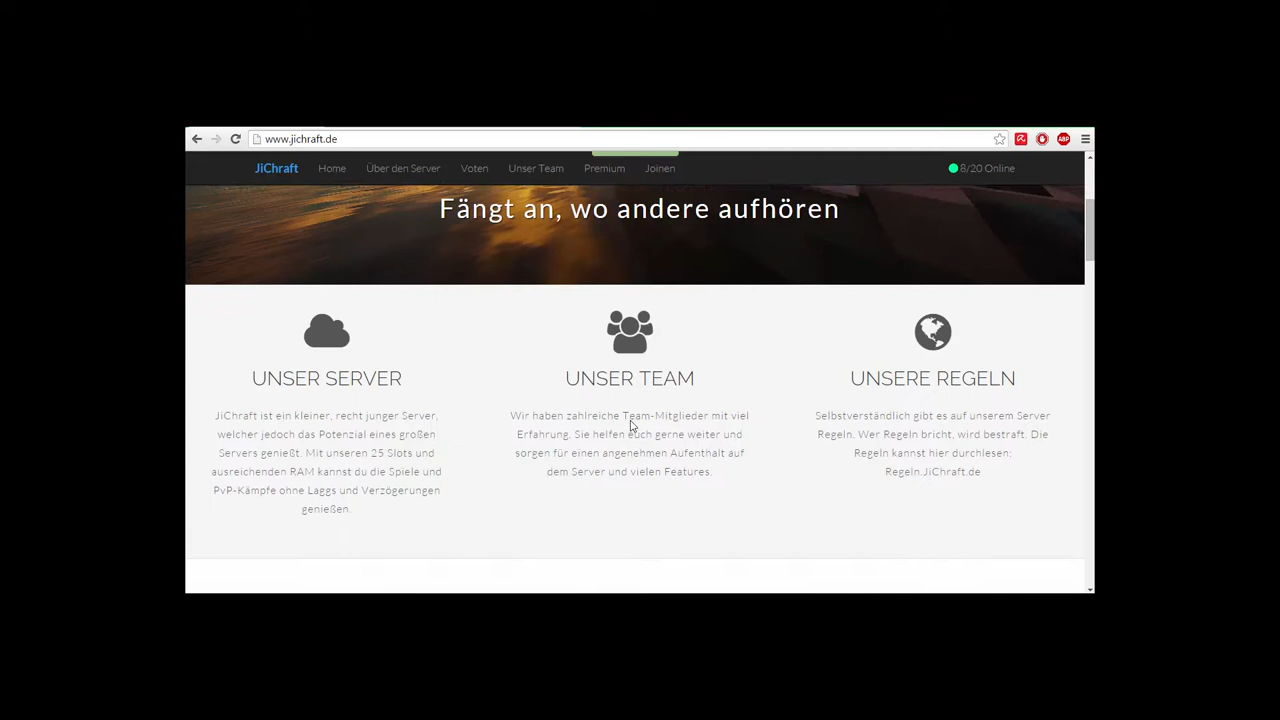 www.jichraft.de
ABP
JiChraft Home Über den Server Voten Unser Team Premium Joinen 8/20 Online
Fängt an, wo andere aufhören
UNSER SERVER
JiChraft ist ein kleiner, recht junger Server,
welcher jedoch das Potenzial eines großen
Servers genießt. Mit unseren 25 Slots und
ausreichenden RAM kannst du die Spiele und
PvP-Kämpfe ohne Laggs und Verzögerungen
genießen.
UNSER TEAM
Wir haben zahlreiche Team-Mitglieder mit viel
Erfahrung. Sie helfen euch gerne weiter und
sorgen für einen angenehmen Aufenthalt auf
dem Server und vielen Features.
UNSERE REGELN
Selbstverständlich gibt es auf unserem Server
Regeln. Wer Regeln bricht, wird bestraft. Die
Regeln kannst hier durchlesen:
Regeln.JiChraft.de